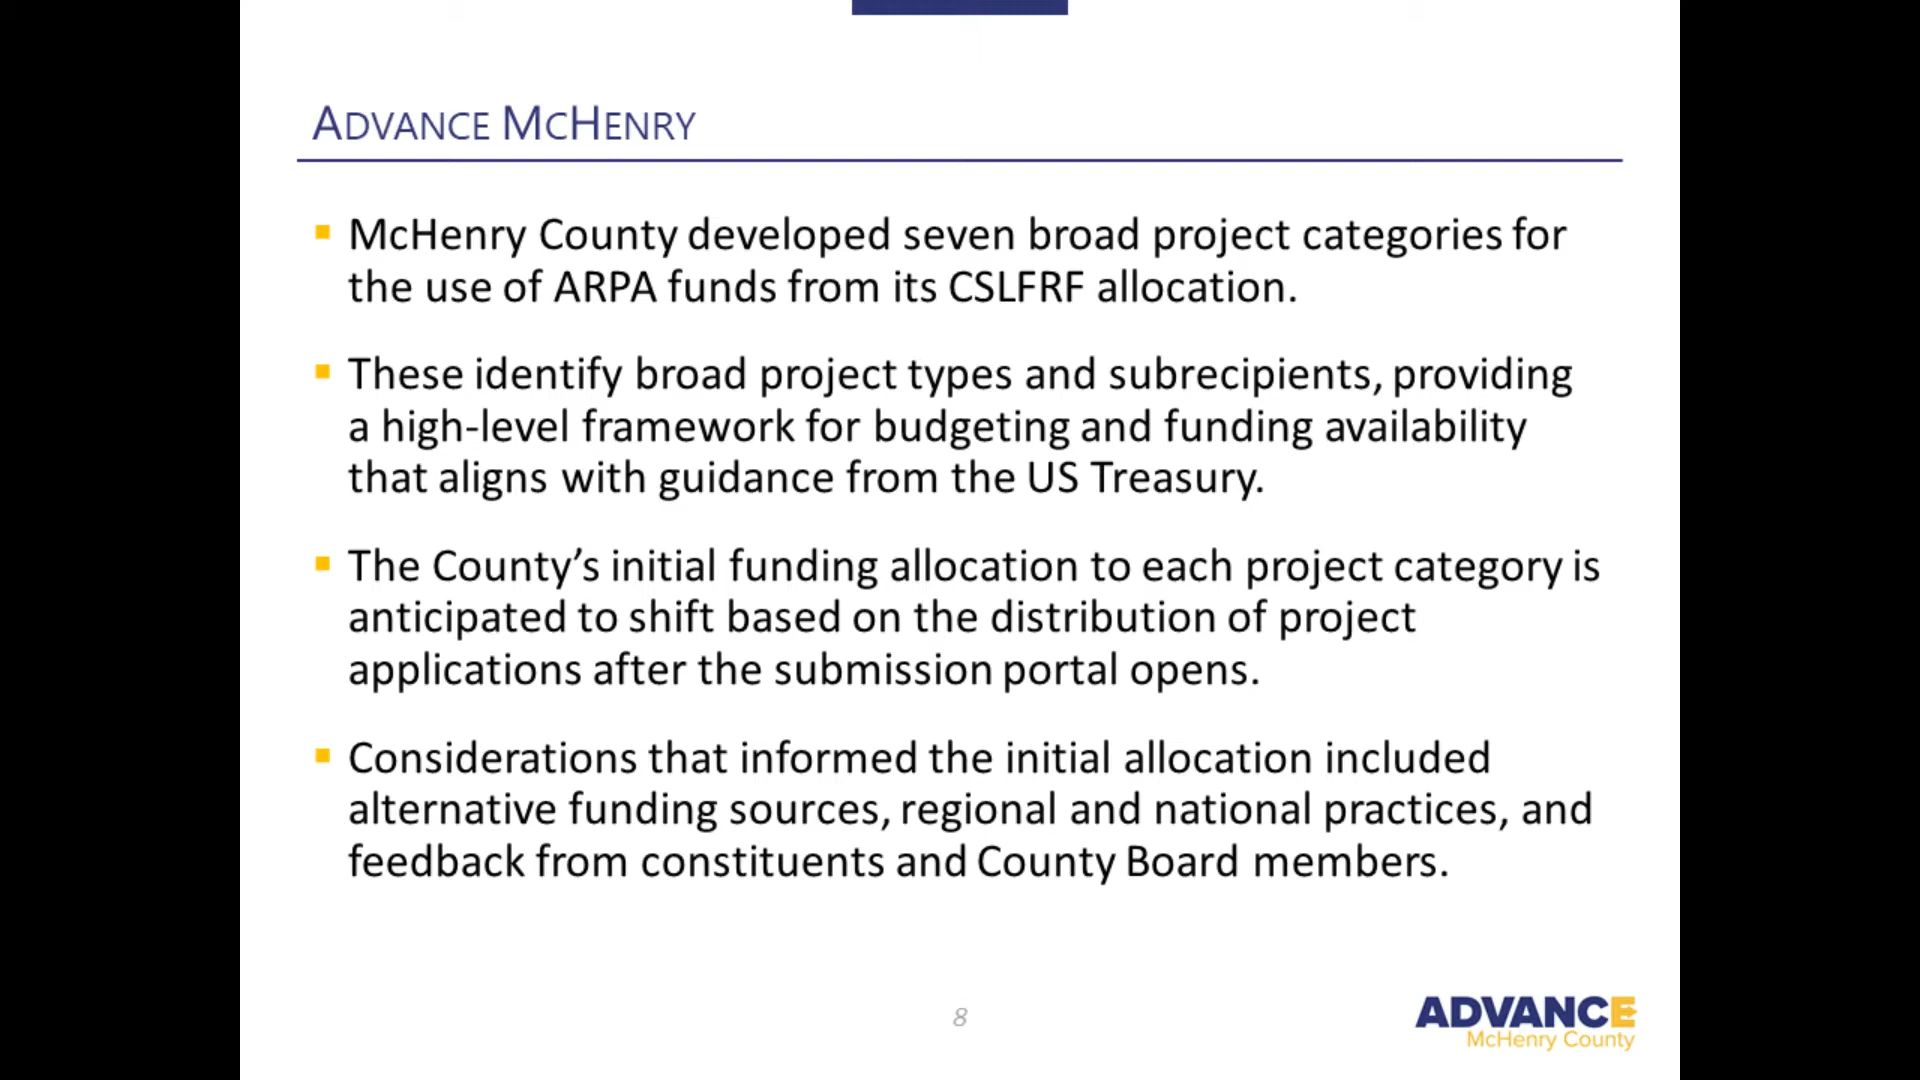 ADVANCE MCHENRY
McHenry County developed seven broad project categories for
the use of ARPA funds from its CSLFRF allocation.
These identify broad project types and subrecipients, providing
a high-level framework for budgeting and funding availability
that aligns with guidance from the US Treasury.
The County’s initial funding allocation to each project category is
anticipated to shift based on the distribution of project
applications after the submission portal opens.
Considerations that informed the initial allocation included
alternative funding sources, regional and national practices, and
feedback from constituents and County Board members.
8
ADVANCE
McHenry County